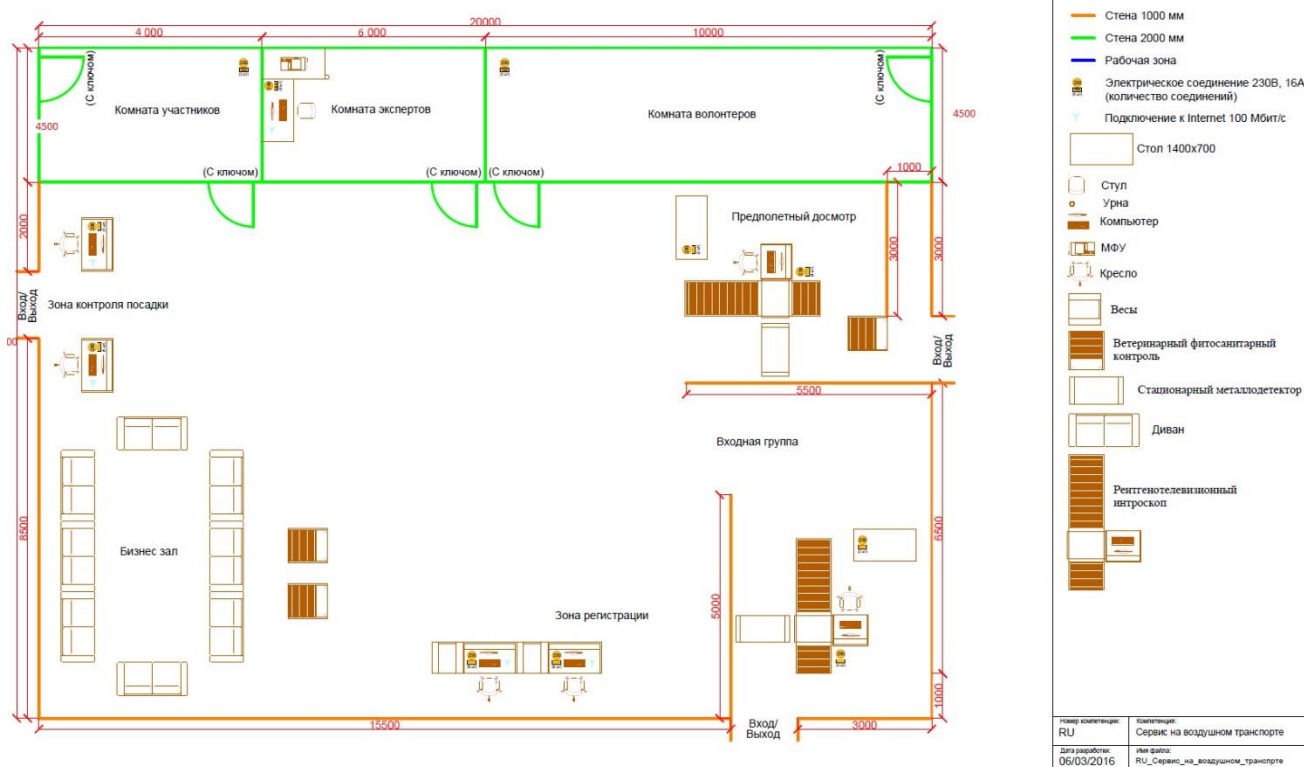 20000
4 000
6 000
10000
(С ключом)
(С ключом)
Комната участников
Комната экспертов
Комната волонтеров
4500
4500
(С ключом)
(С ключом)
(С ключом)
1000
2000
Предполетный досмотр
3000
3000
Вход/
Выход
Зона контроля посадки
Вход/
Выход
5500
Входная группа
8500
Бизнес зал
6500
5000
Зона регистрации
1000
15500
Вход/
Выход
3000
Стена 1000 мм
Стена 2000 мм
Рабочая зона
Электрическое соединение 230В, 16А
(количество соединений)
Подключение к Internet 100 Мбит/с
Стол 1400х700
Стул
Урна
Компьютер
МФУ
Кресло
Весы
Ветеринарный фитосанитарный
контроль
Стационарный металлодетектор
Диван
Рентгенотелевизионный
интроскоп
Номер компетенции:
RU
Компетенция:
Сервис на воздушном транспорте
Дата разработки:
06/03/2016
Имя файла:
RU_Сервис_на_воздушном_транспрте